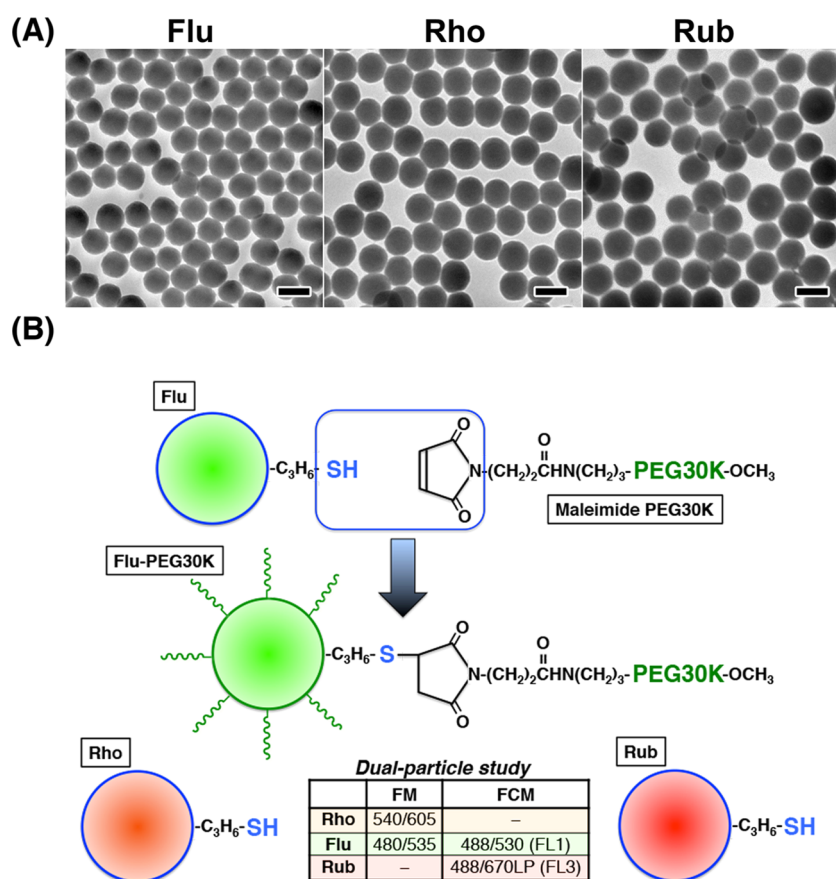 (A)
Flu Rho Rub
(B)
Flu
-C₃H₆-SH
O
N-(CH₂)₂CHN(CH₂)₃-PEG30K-OCH₃
O
O
Maleimide PEG30K
Flu-PEG30K
-C₃H₆-S
O
N-(CH₂)₂CHN(CH₂)₃-PEG30K-OCH₃
O
O
Rho
-C₃H₆-SH
Dual-particle study
FM FCM
Rho 540/605 –
Flu 480/535 488/530 (FL1)
Rub – 488/670LP (FL3)
Rub
-C₃H₆-SH